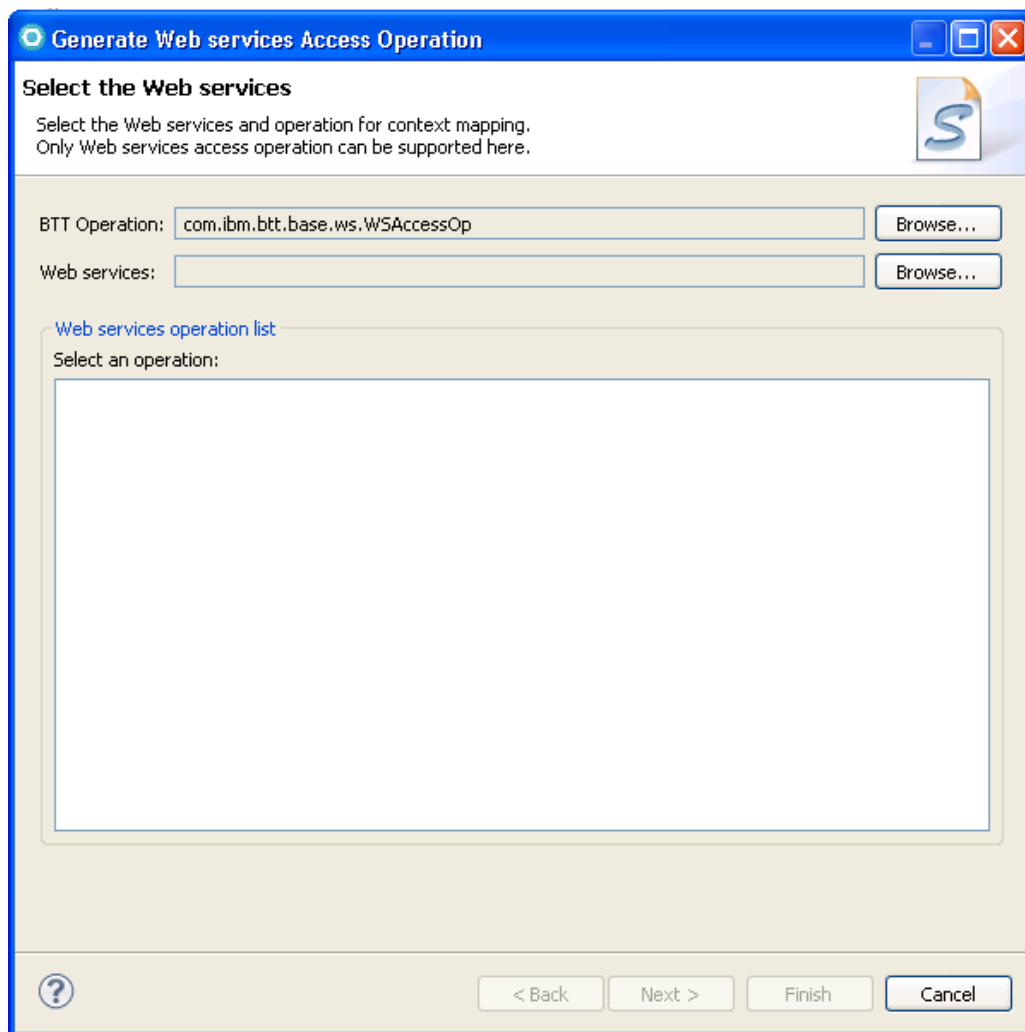 Generate Web services Access Operation
Select the Web services
Select the Web services and operation for context mapping.
Only Web services access operation can be supported here.
BTT Operation: com.ibm.btt.base.ws.WSAccessOp Browse...
Web services: Browse...
Web services operation list
Select an operation:
< Back Next > Finish Cancel